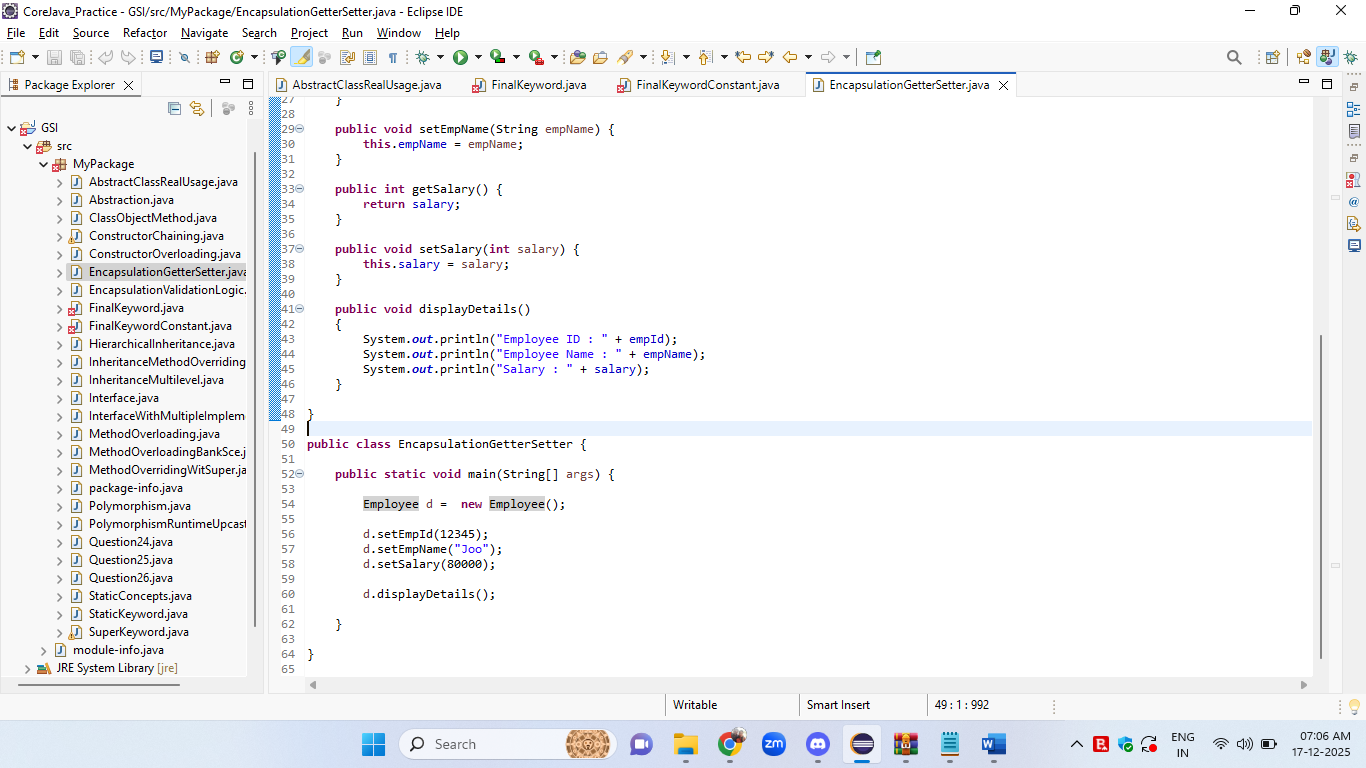 CoreJava_Practice - GSI/src/MyPackage/EncapsulationGetterSetter.java - Eclipse IDE
File Edit Source Refactor Navigate Search Project Run Window Help
Package Explorer
AbstractClassRealUsage.java FinalKeyword.java FinalKeywordConstant.java EncapsulationGetterSetter.java
GSI
src
MyPackage
AbstractClassRealUsage.java
Abstraction.java
ClassObjectMethod.java
ConstructorChaining.java
ConstructorOverloading.java
EncapsulationGetterSetter.java
EncapsulationValidationLogic.
FinalKeyword.java
FinalKeywordConstant.java
HierarchicalInheritance.java
InheritanceMethodOverriding
InheritanceMultilevel.java
Interface.java
InterfaceWithMultipleImplem
MethodOverloading.java
MethodOverloadingBankSce.j
MethodOverridingWitSuper.ja
package-info.java
Polymorphism.java
PolymorphismRuntimeUpcast
Question24.java
Question25.java
Question26.java
StaticConcepts.java
StaticKeyword.java
SuperKeyword.java
module-info.java
JRE System Library [jre]
27 }
28
29 public void setEmpName(String empName) {
30 this.empName = empName;
31 }
32
33 public int getSalary() {
34 return salary;
35 }
36
37 public void setSalary(int salary) {
38 this.salary = salary;
39 }
40
41 public void displayDetails()
42 {
43 System.out.println("Employee ID : " + empId);
44 System.out.println("Employee Name : " + empName);
45 System.out.println("Salary : " + salary);
46 }
47
48 }
49
50 public class EncapsulationGetterSetter {
51
52 public static void main(String[] args) {
53
54 Employee d =  new Employee();
55
56 d.setEmpId(12345);
57 d.setEmpName("Joo");
58 d.setSalary(80000);
59
60 d.displayDetails();
61
62 }
63
64 }
65
Writable Smart Insert 49 : 1 : 992
Search
zm
ENG
IN
07:06 AM
17-12-2025